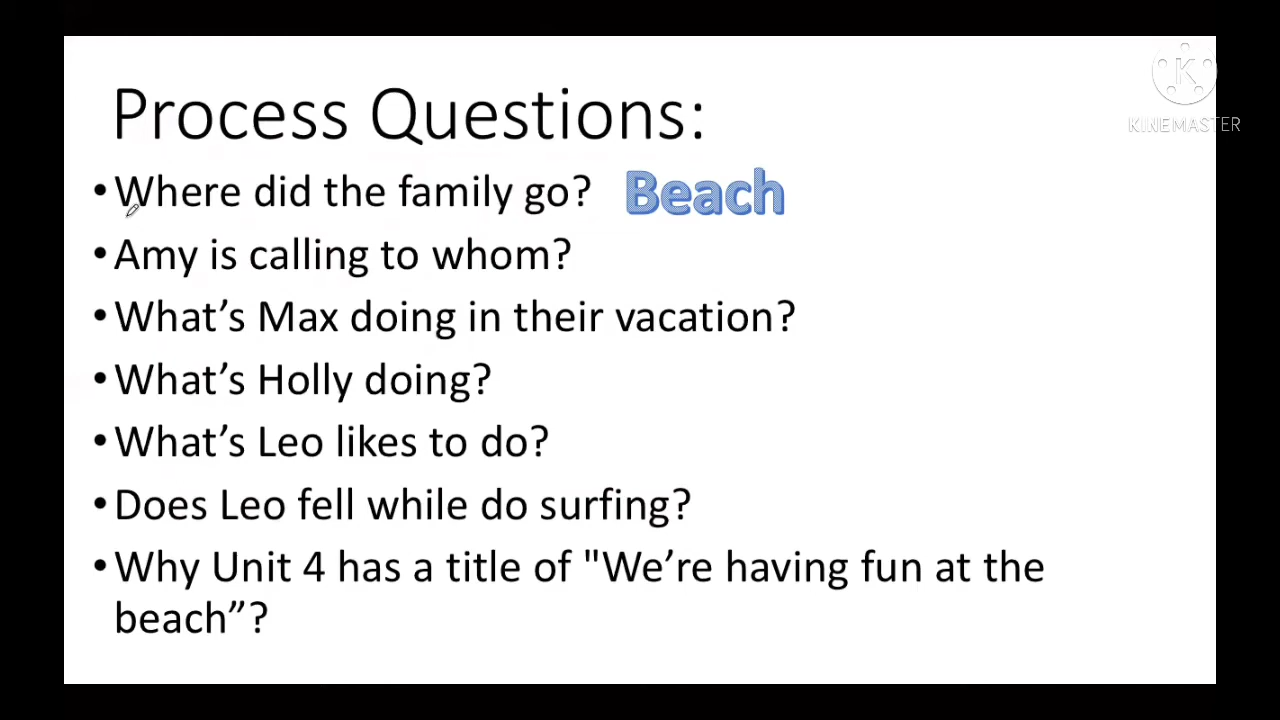 Process Questions:
KINEMASTER
• Where did the family go? Beach
• Amy is calling to whom?
• What’s Max doing in their vacation?
• What’s Holly doing?
• What’s Leo likes to do?
• Does Leo fell while do surfing?
• Why Unit 4 has a title of "We’re having fun at the
beach”?